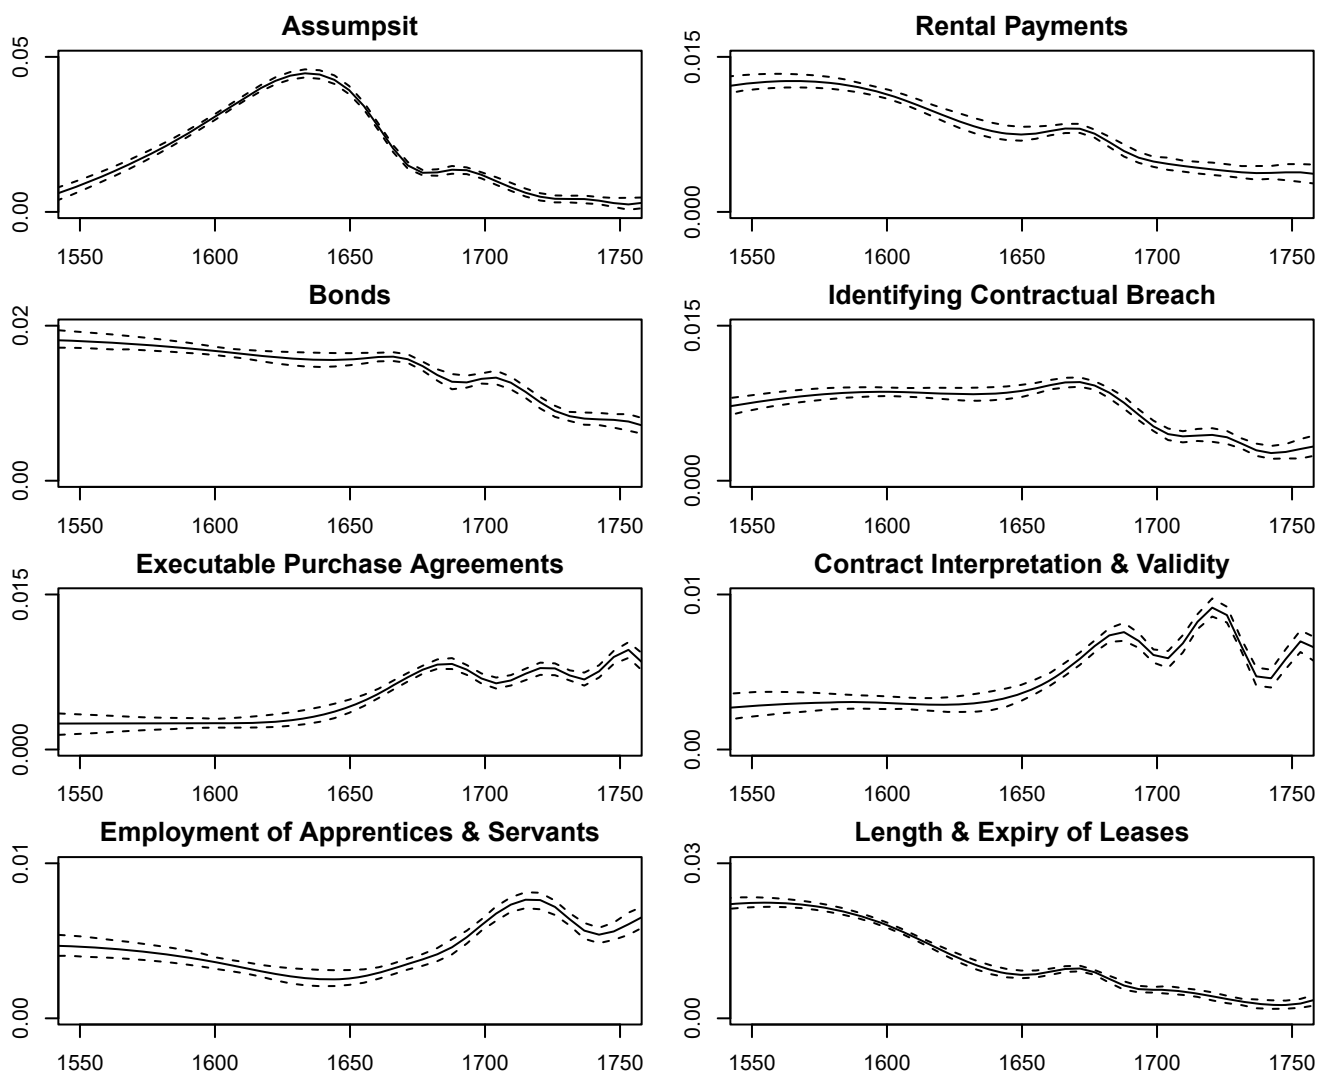 Assumpsit
0.05
0.00
1550 1600 1650 1700 1750
Rental Payments
0.015
0.000
1550 1600 1650 1700 1750
Bonds
0.02
0.00
1550 1600 1650 1700 1750
Identifying Contractual Breach
0.015
0.000
1550 1600 1650 1700 1750
Executable Purchase Agreements
0.015
0.000
1550 1600 1650 1700 1750
Contract Interpretation & Validity
0.01
0.00
1550 1600 1650 1700 1750
Employment of Apprentices & Servants
0.01
0.00
1550 1600 1650 1700 1750
Length & Expiry of Leases
0.03
0.00
1550 1600 1650 1700 1750